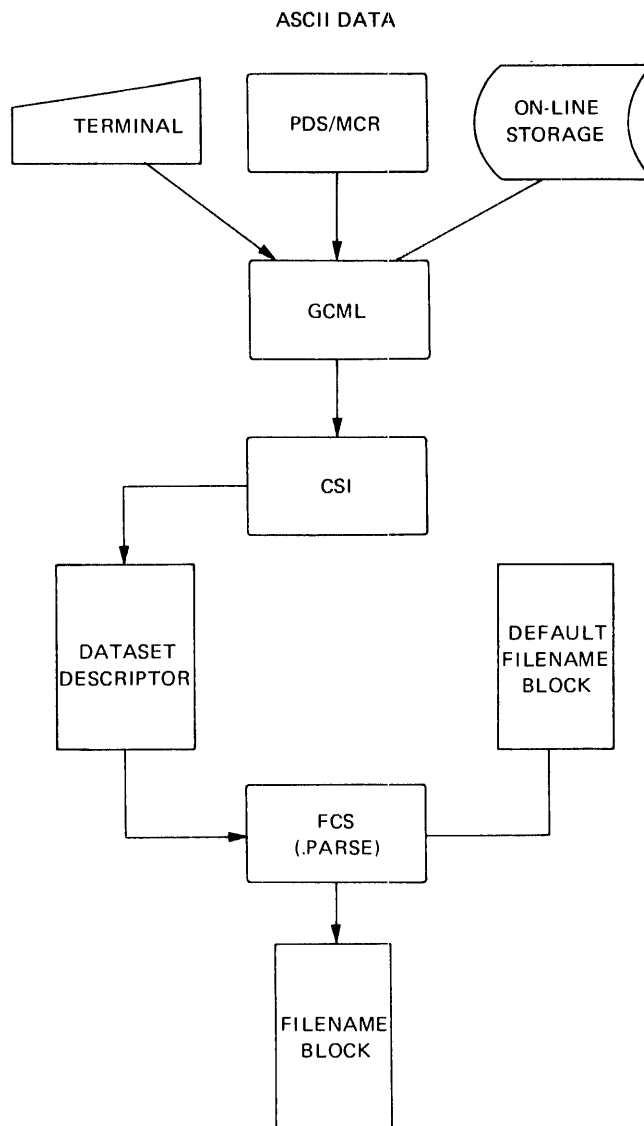 ASCII DATA
TERMINAL
PDS/MCR
ON-LINE
STORAGE
GCML
CSI
DATASET
DESCRIPTOR
DEFAULT
FILENAME
BLOCK
FCS
(.PARSE)
FILENAME
BLOCK